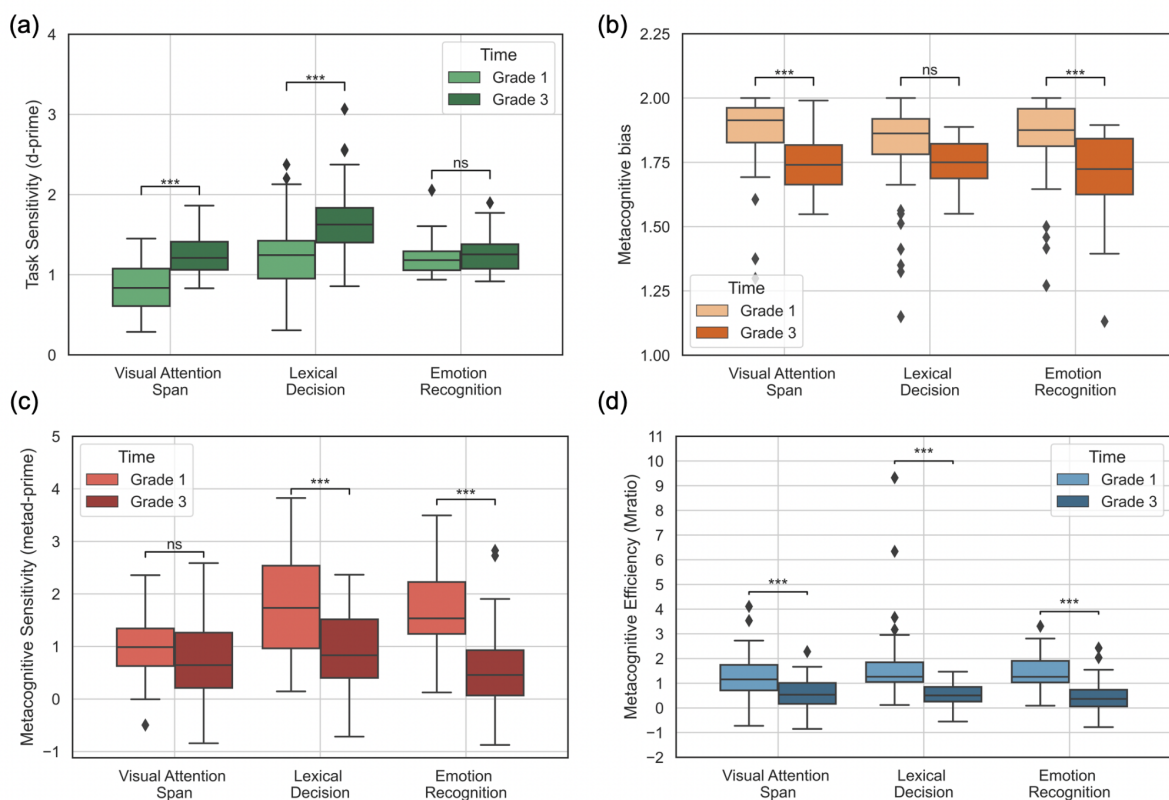 (a)
Task Sensitivity (d-prime)
4
3
2
1
0
Time
Grade 1
Grade 3
***
***
ns
Visual Attention
Span
Lexical
Decision
Emotion
Recognition
(b)
Metacognitive bias
2.25
2.00
1.75
1.50
1.25
1.00
***
ns
***
Time
Grade 1
Grade 3
Visual Attention
Span
Lexical
Decision
Emotion
Recognition
(c)
Metacognitive Sensitivity (metad-prime)
5
4
3
2
1
0
−1
Time
Grade 1
Grade 3
ns
***
***
Visual Attention
Span
Lexical
Decision
Emotion
Recognition
(d)
Metacognitive Efficiency (Mratio)
11
10
9
8
7
6
5
4
3
2
1
0
−1
−2
Time
Grade 1
Grade 3
***
***
***
Visual Attention
Span
Lexical
Decision
Emotion
Recognition